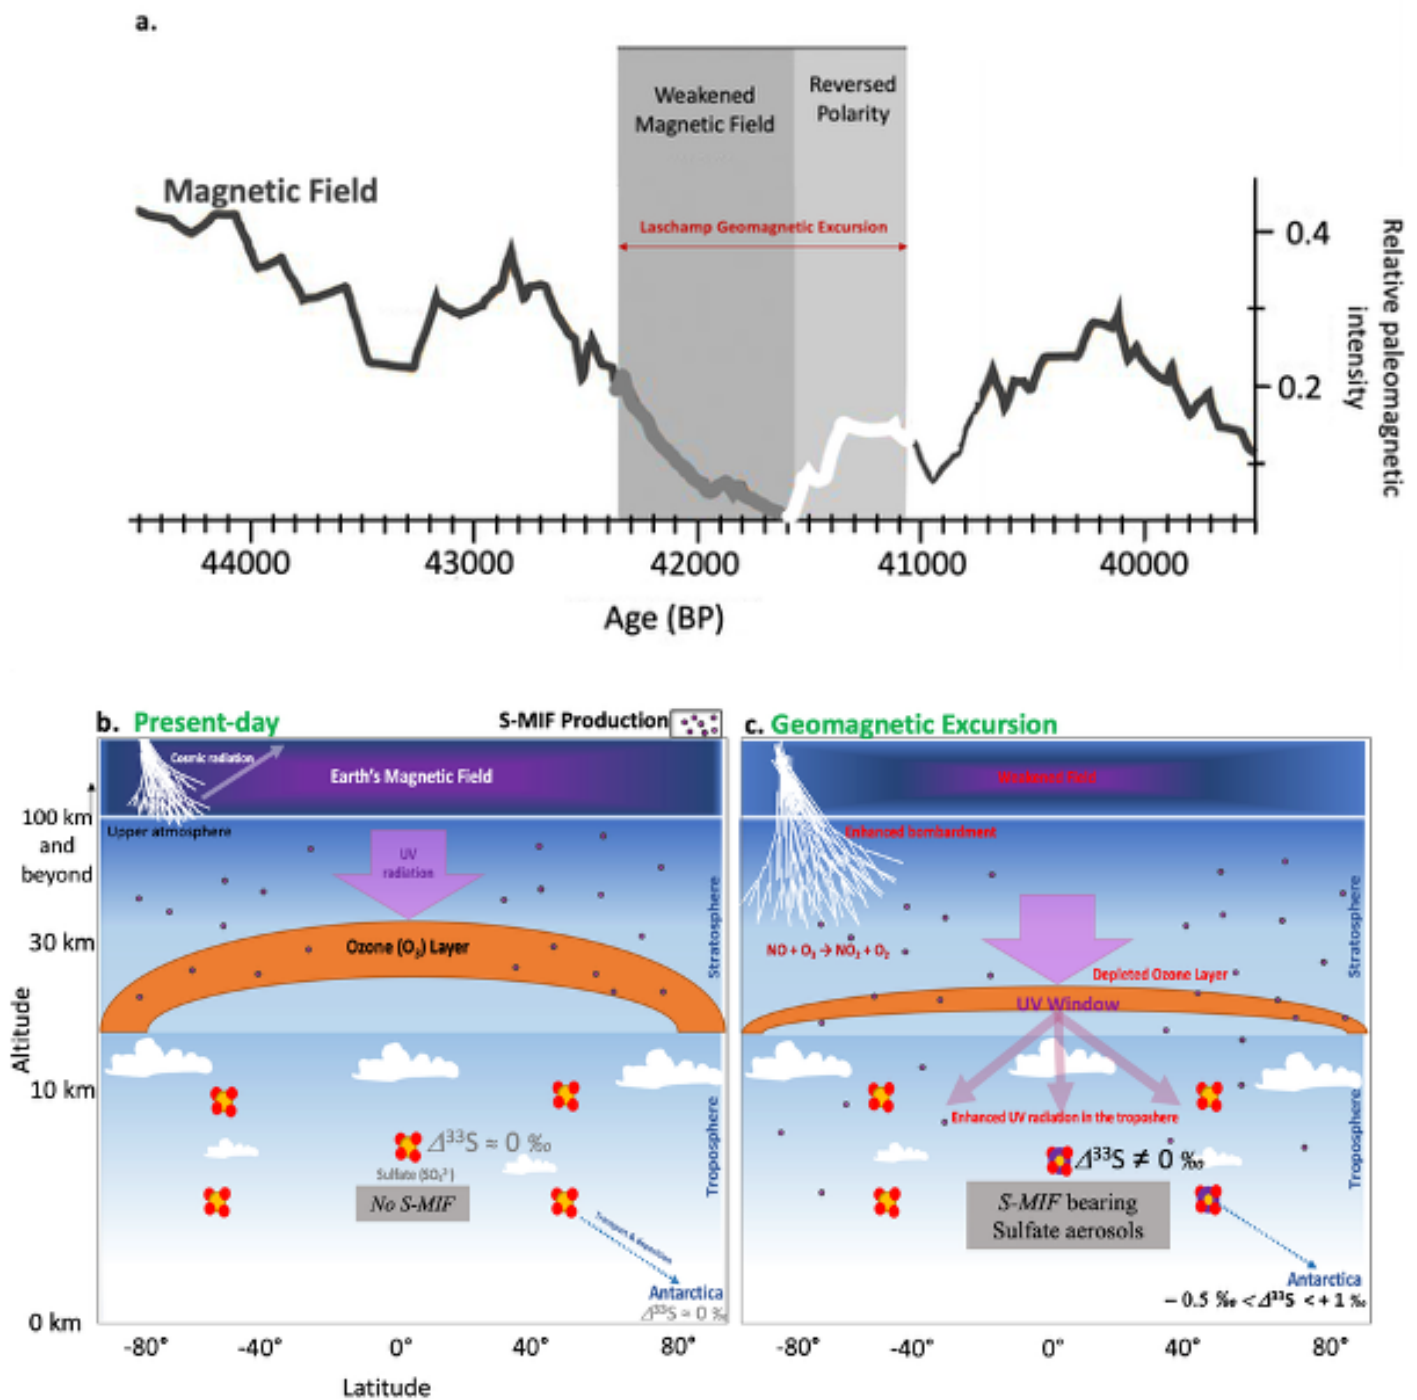 a.
Weakened
Magnetic Field
Reversed
Polarity
Magnetic Field
Laschamp Geomagnetic Excursion
0.4
0.2
Relative paleomagnetic
intensity
44000
43000
42000
41000
40000
Age (BP)
b. Present-day
S-MIF Production
Cosmic radiation
Earth's Magnetic Field
100 km
and
beyond
Upper atmosphere
UV
radiation
Stratosphere
30 km
Ozone (O₃) Layer
Altitude
10 km
Δ³³S ≈ 0 ‰
Sulfate (SO₄²⁻)
No S-MIF
Troposphere
Transport & deposition
Antarctica
Δ³³S ≈ 0 ‰
0 km
-80°
-40°
0°
40°
80°
Latitude
c. Geomagnetic Excursion
Weakened Field
Enhanced bombardment
Stratosphere
NO + O₃ → NO₂ + O₂
Depleted Ozone Layer
UV Window
Enhanced UV radiation in the troposhere
Δ³³S ≠ 0 ‰
S-MIF bearing
Sulfate aerosols
Troposphere
Antarctica
− 0.5 ‰ < Δ³³S < + 1 ‰
-80°
-40°
0°
40°
80°